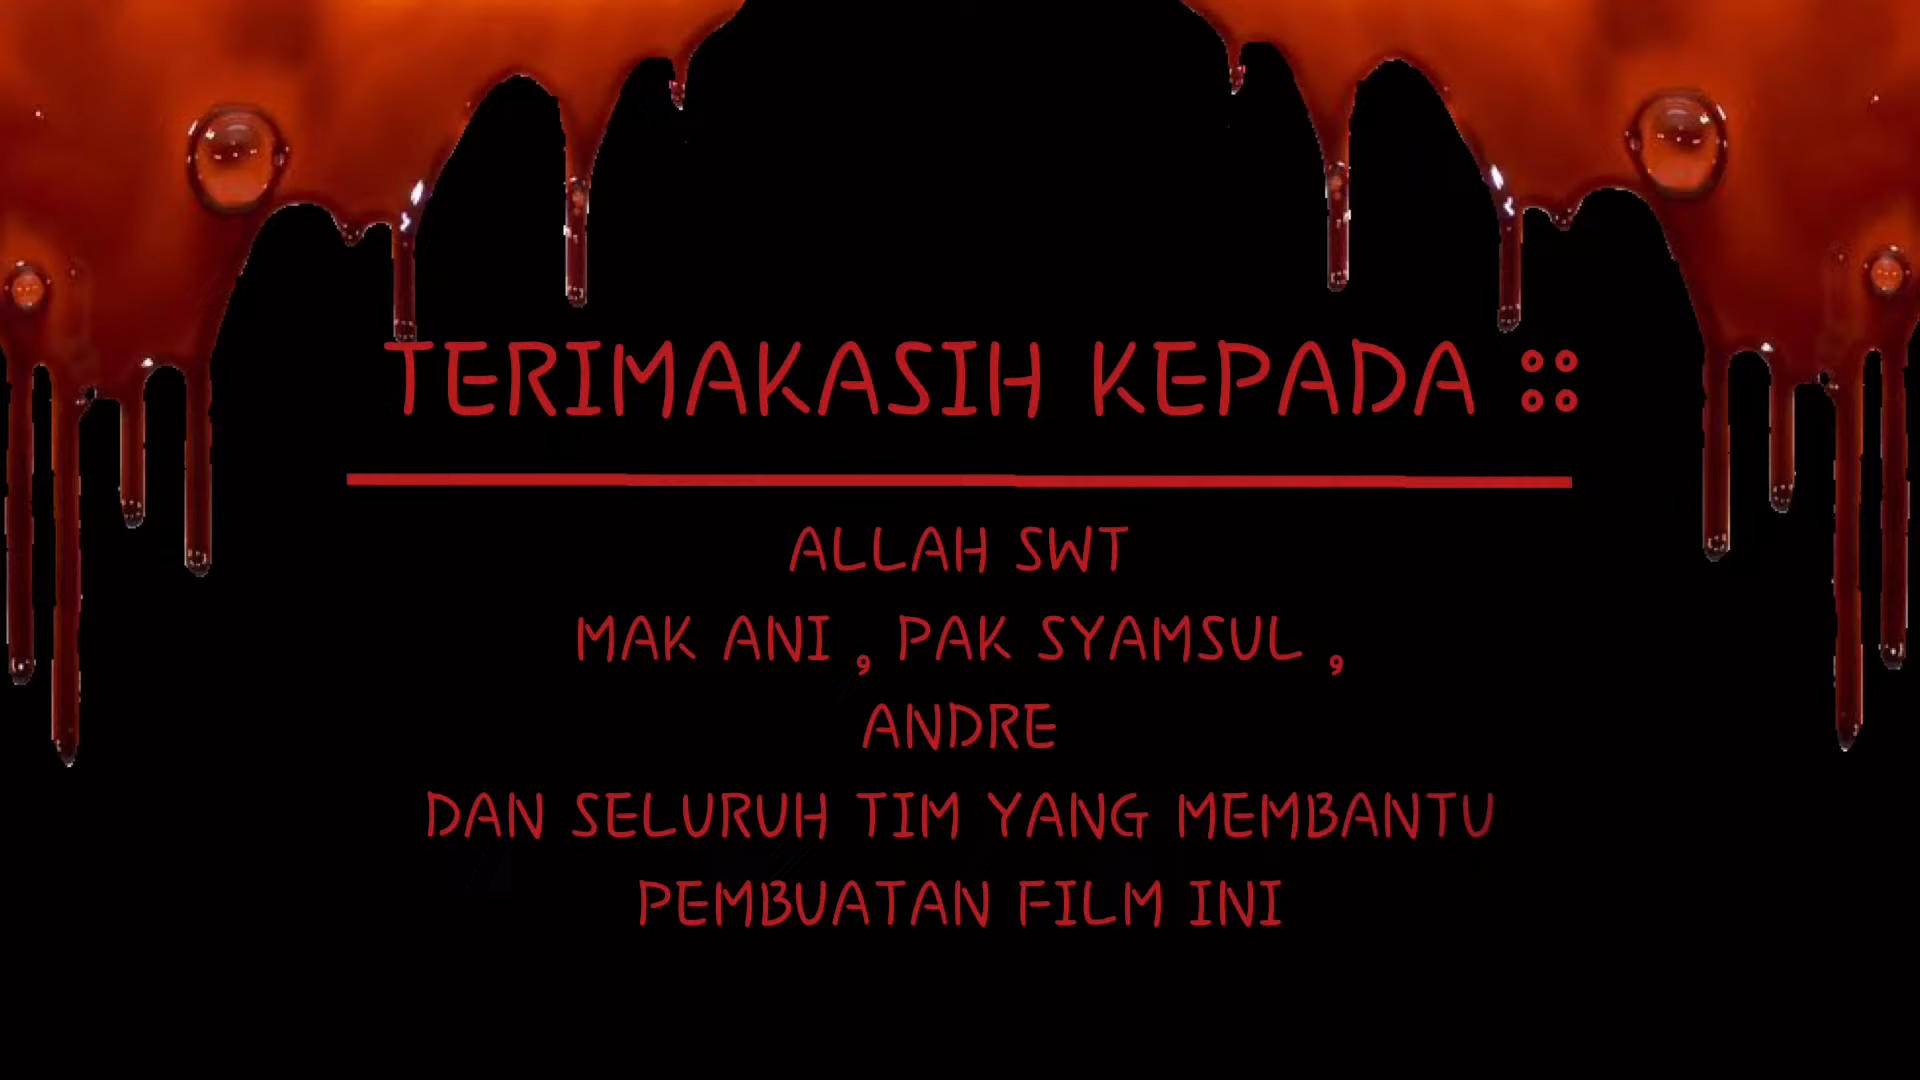 TERIMAKASIH KEPADA ::
ALLAH SWT
MAK ANI , PAK SYAMSUL ,
ANDRE
DAN SELURUH TIM YANG MEMBANTU
PEMBUATAN FILM INI